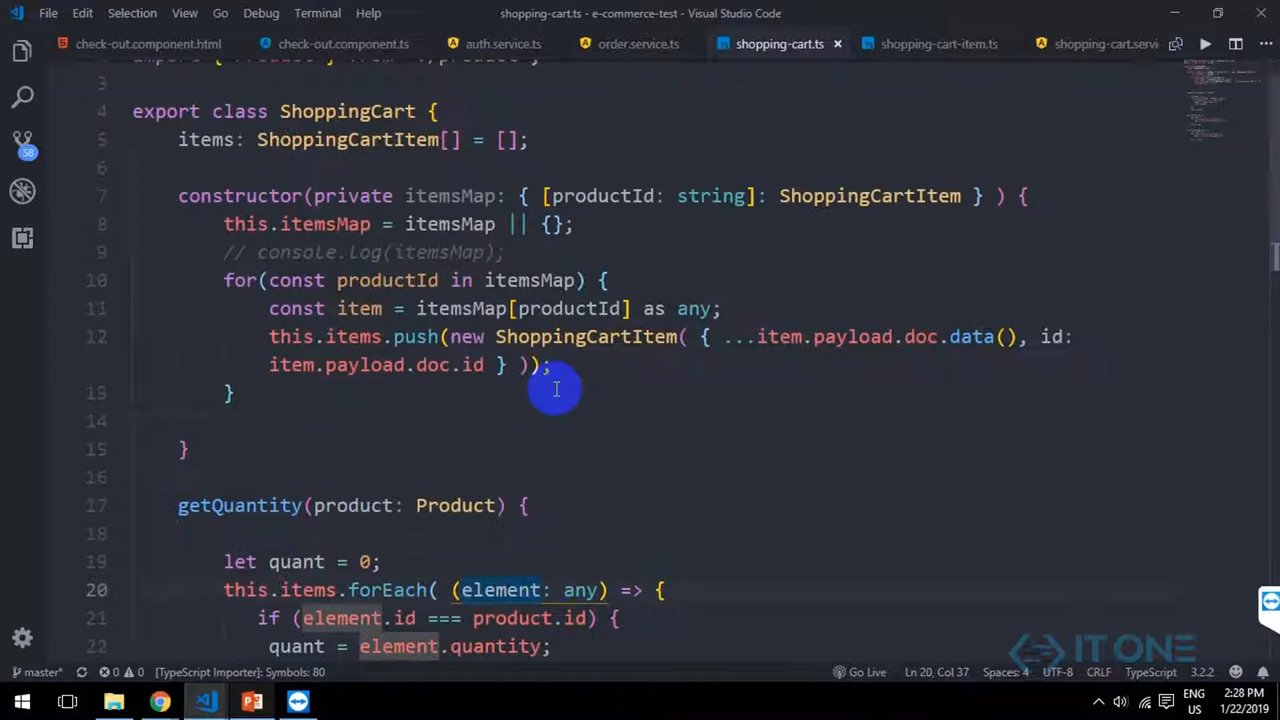 File Edit Selection View Go Debug Terminal Help shopping-cart.ts - e-commerce-test - Visual Studio Code
check-out.component.html check-out.component.ts auth.service.ts order.service.ts shopping-cart.ts shopping-cart-item.ts shopping-cart.servi
3
4 export class ShoppingCart {
5 items: ShoppingCartItem[] = [];
6
7 constructor(private itemsMap: { [productId: string]: ShoppingCartItem } ) {
8 this.itemsMap = itemsMap || {};
9 // console.log(itemsMap);
10 for(const productId in itemsMap) {
11 const item = itemsMap[productId] as any;
12 this.items.push(new ShoppingCartItem( { ...item.payload.doc.data(), id:
item.payload.doc.id } ));
13 }
14
15 }
16
17 getQuantity(product: Product) {
18
19 let quant = 0;
20 this.items.forEach( (element: any) => {
21 if (element.id === product.id) {
22 quant = element.quantity;
58
IT ONE
master* 0 0 [TypeScript Importer]: Symbols: 80 Go Live Ln 20, Col 37 Spaces: 4 UTF-8 CRLF TypeScript 3.2.2
ENG 2:28 PM
US 1/22/2019